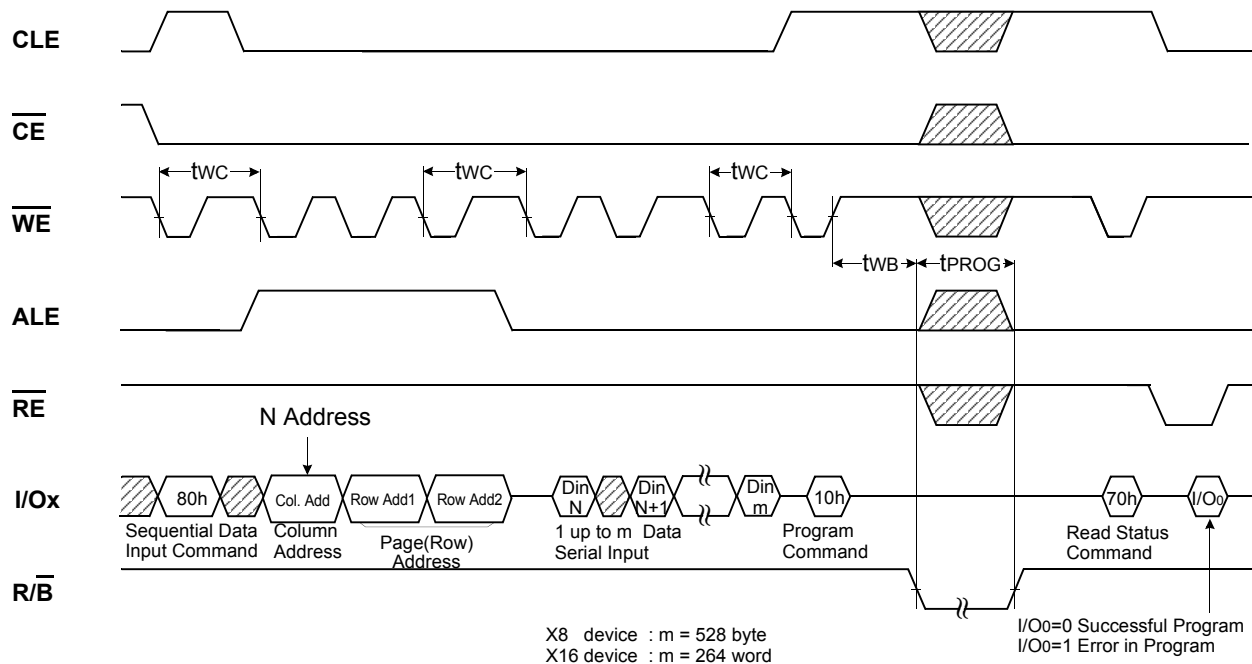 CLE
CE
tWC
tWC
tWC
WE
tWB
tPROG
ALE
RE
N Address
I/Ox
80h
Col. Add
Row Add1
Row Add2
Din
N
Din
N+1
Din
m
10h
70h
I/O0
Sequential Data
Input Command
Column
Address
Page(Row)
Address
1 up to m Data
Serial Input
Program
Command
Read Status
Command
R/B
X8 device : m = 528 byte
X16 device : m = 264 word
I/O0=0 Successful Program
I/O0=1 Error in Program